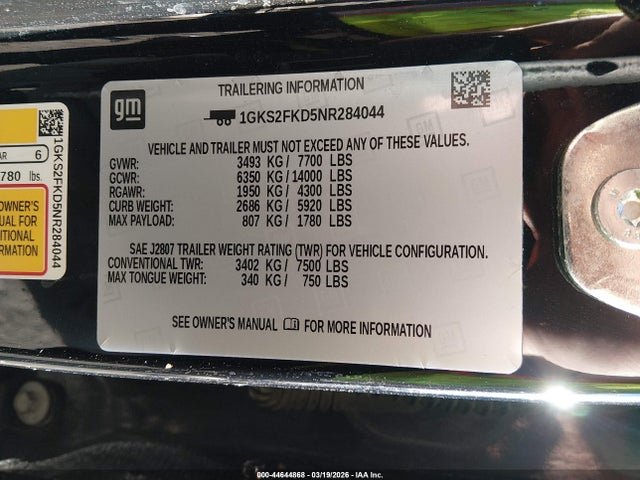 TRAILERING INFORMATION
gm
1GKS2FKD5NR284044
VEHICLE AND TRAILER MUST NOT EXCEED ANY OF THESE VALUES.
GVWR: 3493 KG / 7700 LBS
GCWR: 6350 KG / 14000 LBS
RGAWR: 1950 KG / 4300 LBS
CURB WEIGHT: 2686 KG / 5920 LBS
MAX PAYLOAD: 807 KG / 1780 LBS
SAE J2807 TRAILER WEIGHT RATING (TWR) FOR VEHICLE CONFIGURATION.
CONVENTIONAL TWR: 3402 KG / 7500 LBS
MAX TONGUE WEIGHT: 340 KG / 750 LBS
SEE OWNER'S MANUAL FOR MORE INFORMATION
1GKS2FKD5NR284044
AR 6
780 lbs.
OWNER'S
MANUAL FOR
ITIONAL
ORMATION
000-44644868 - 03/19/2026 - IAA Inc.